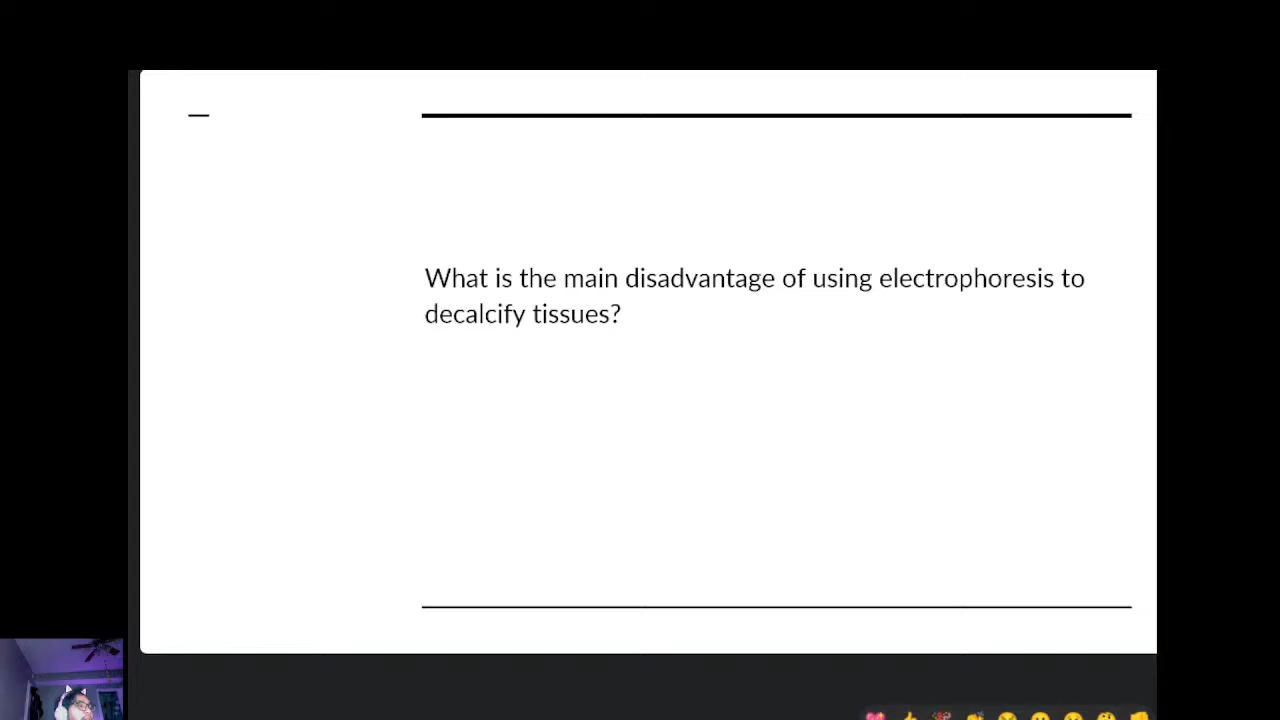 What is the main disadvantage of using electrophoresis to
decalcify tissues?